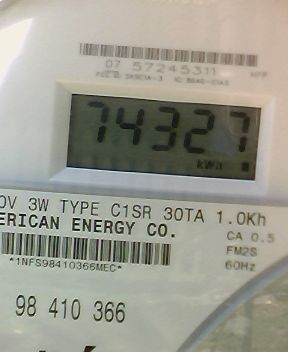 07 57245311
74327
kWh
0V 3W TYPE C1SR 30TA 1.0Kh
ERICAN ENERGY CO.
CA 0.5
FM2S
*1NFS98410366MEC*
60Hz
98 410 366